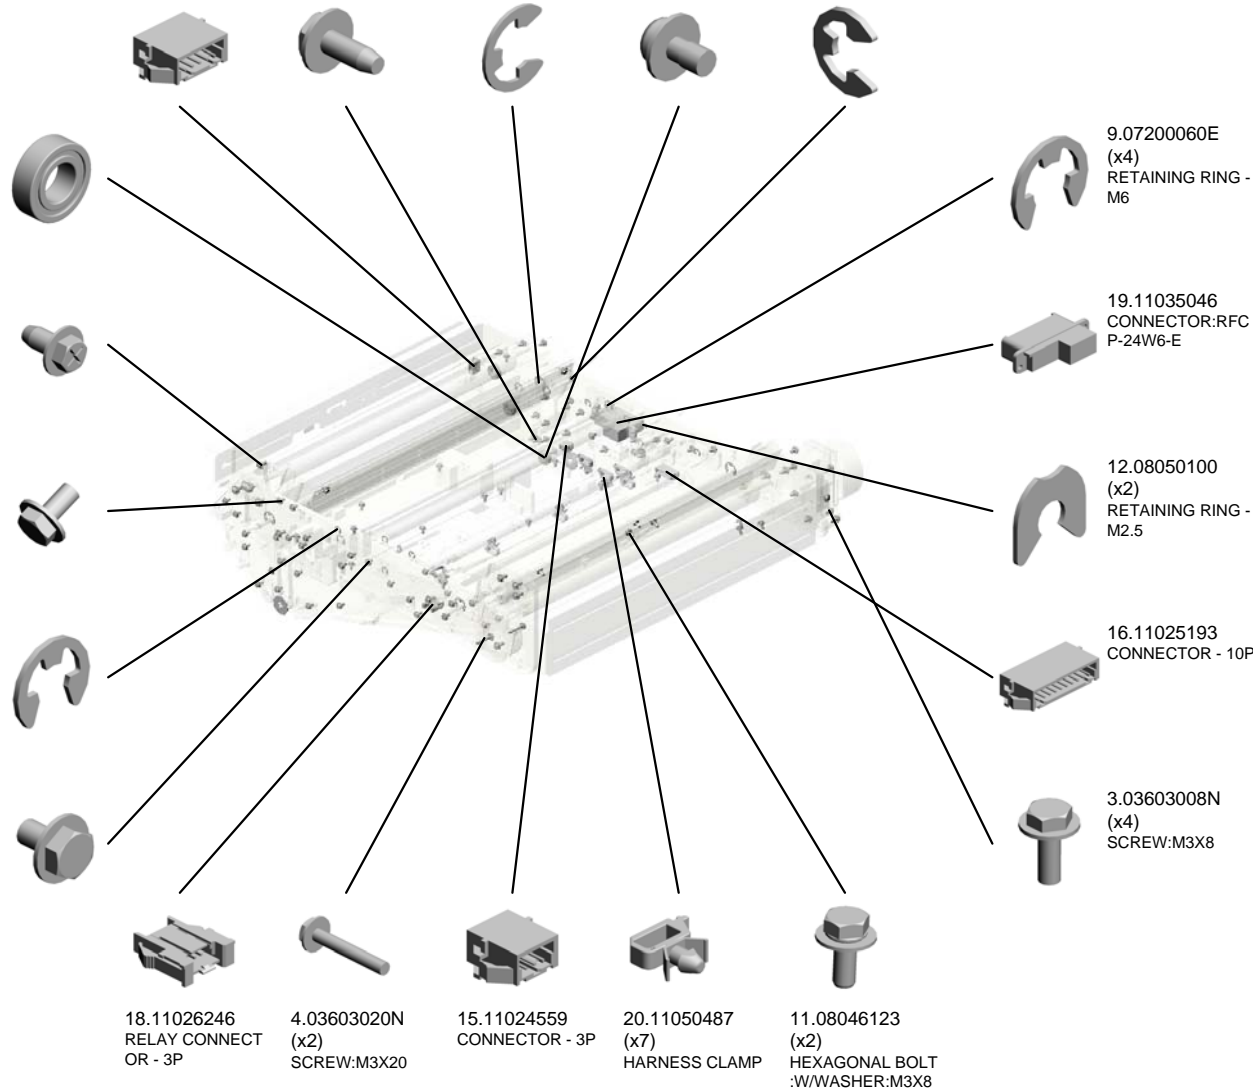 9.07200060E
(x4)
RETAINING RING -
M6
19.11035046
CONNECTOR:RFC
P-24W6-E
12.08050100
(x2)
RETAINING RING -
M2.5
16.11025193
CONNECTOR - 10P
3.03603008N
(x4)
SCREW:M3X8
18.11026246
RELAY CONNECT
OR - 3P
4.03603020N
(x2)
SCREW:M3X20
15.11024559
CONNECTOR - 3P
20.11050487
(x7)
HARNESS CLAMP
11.08046123
(x2)
HEXAGONAL BOLT
:W/WASHER:M3X8